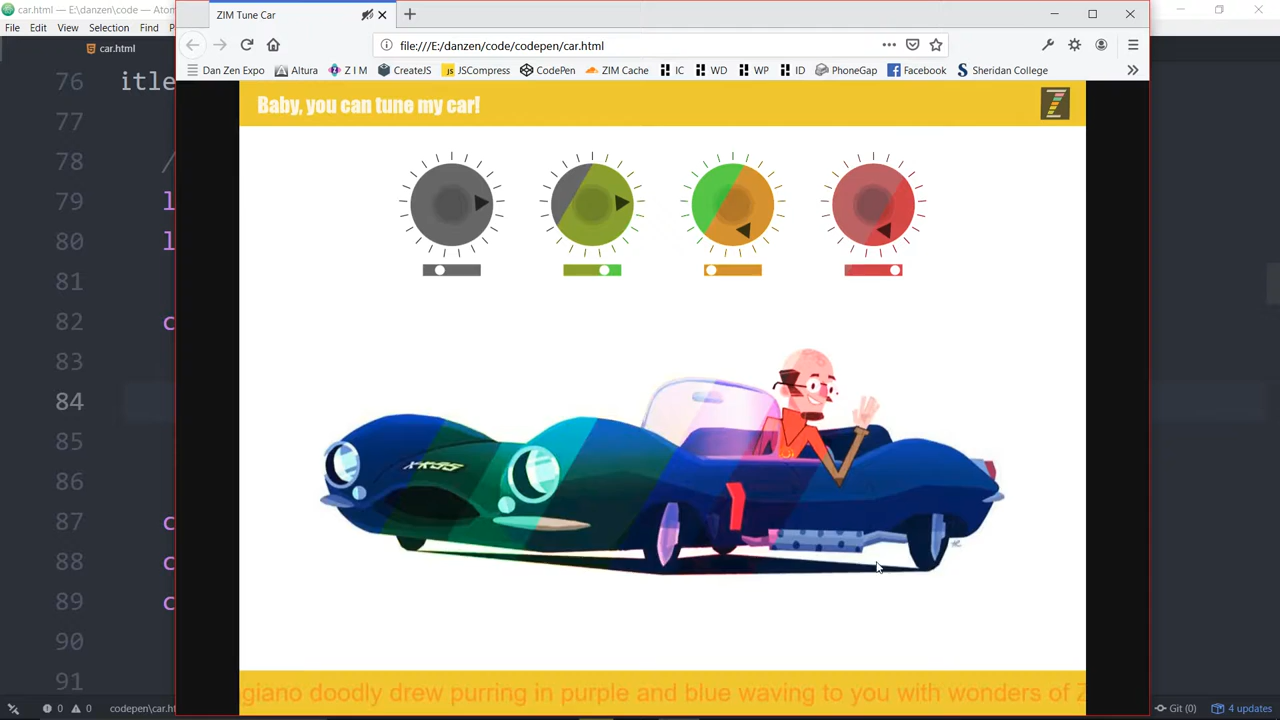 car.html — E:\danzen\code — Atom
File Edit View Selection Find
car.html
ZIM Tune Car
file:///E:/danzen/code/codepen/car.html
Dan Zen Expo Altura Z I M CreateJS JSCompress CodePen ZIM Cache IC WD WP ID PhoneGap Facebook Sheridan College
Baby, you can tune my car!
76 itle
77
78 /
79 l
80 l
81
82 c
83
84
85
86
87 c
88 c
89 c
90
91
XKSS
giano doodly drew purring in purple and blue waving to you with wonders of Z
0 0 codepen\car.ht
Git (0) 4 updates